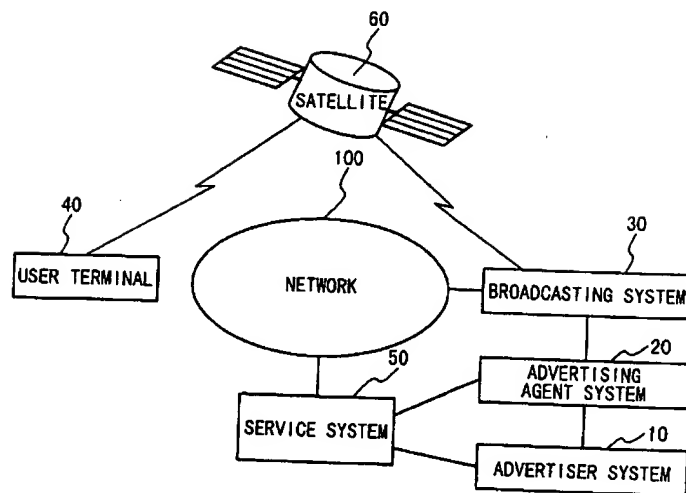 60
SATELLITE
100
40
30
USER TERMINAL
NETWORK
BROADCASTING SYSTEM
20
50
ADVERTISING
AGENT SYSTEM
SERVICE SYSTEM
10
ADVERTISER SYSTEM